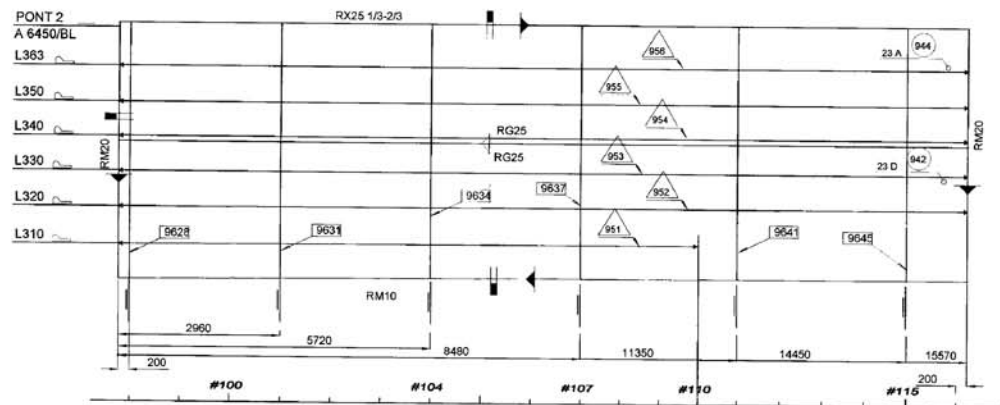 PONT 2
RX25 1/3-2/3
A 6450/BL
L363
956
23 A
944
L350
955
L340
954
RM20
RG25
RM20
RG25
L330
953
23 D
942
L320
9634
9637
952
L310
9628
9631
951
9641
9645
RM10
2960
5720
8480
11350
14450
15570
200
200
#100
#104
#107
#110
#115